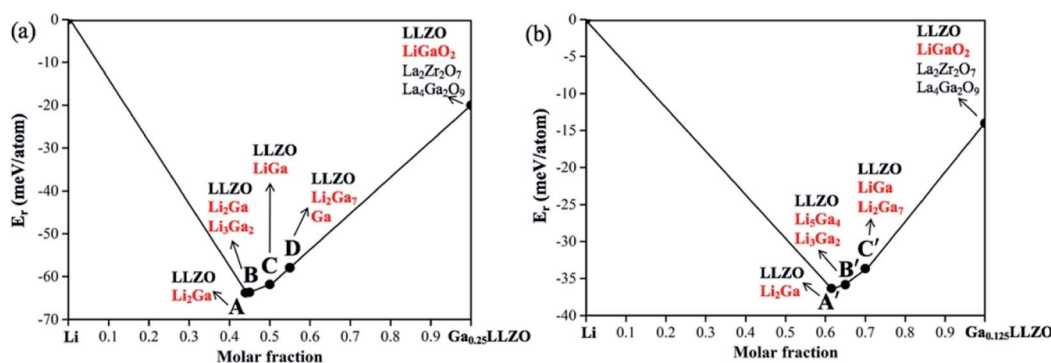 (a)
0
-10
-20
-30
-40
-50
-60
-70
E_r (meV/atom)
LLZO
LiGaO₂
La₂Zr₂O₇
La₄Ga₂O₉
LLZO
LiGa
LLZO
Li₂Ga
Li₃Ga₂
LLZO
Li₂Ga₇
Ga
LLZO
Li₂Ga
A
B
C
D
Li 0.1 0.2 0.3 0.4 0.5 0.6 0.7 0.8 0.9 Ga₀.₂₅LLZO
Molar fraction
(b)
0
-5
-10
-15
-20
-25
-30
-35
-40
E_r (meV/atom)
LLZO
LiGaO₂
La₂Zr₂O₇
La₄Ga₂O₉
LLZO
LiGa
Li₂Ga₇
LLZO
Li₅Ga₄
Li₃Ga₂
LLZO
Li₂Ga
A′
B′
C′
Li 0.1 0.2 0.3 0.4 0.5 0.6 0.7 0.8 0.9 Ga₀.₁₂₅LLZO
Molar fraction